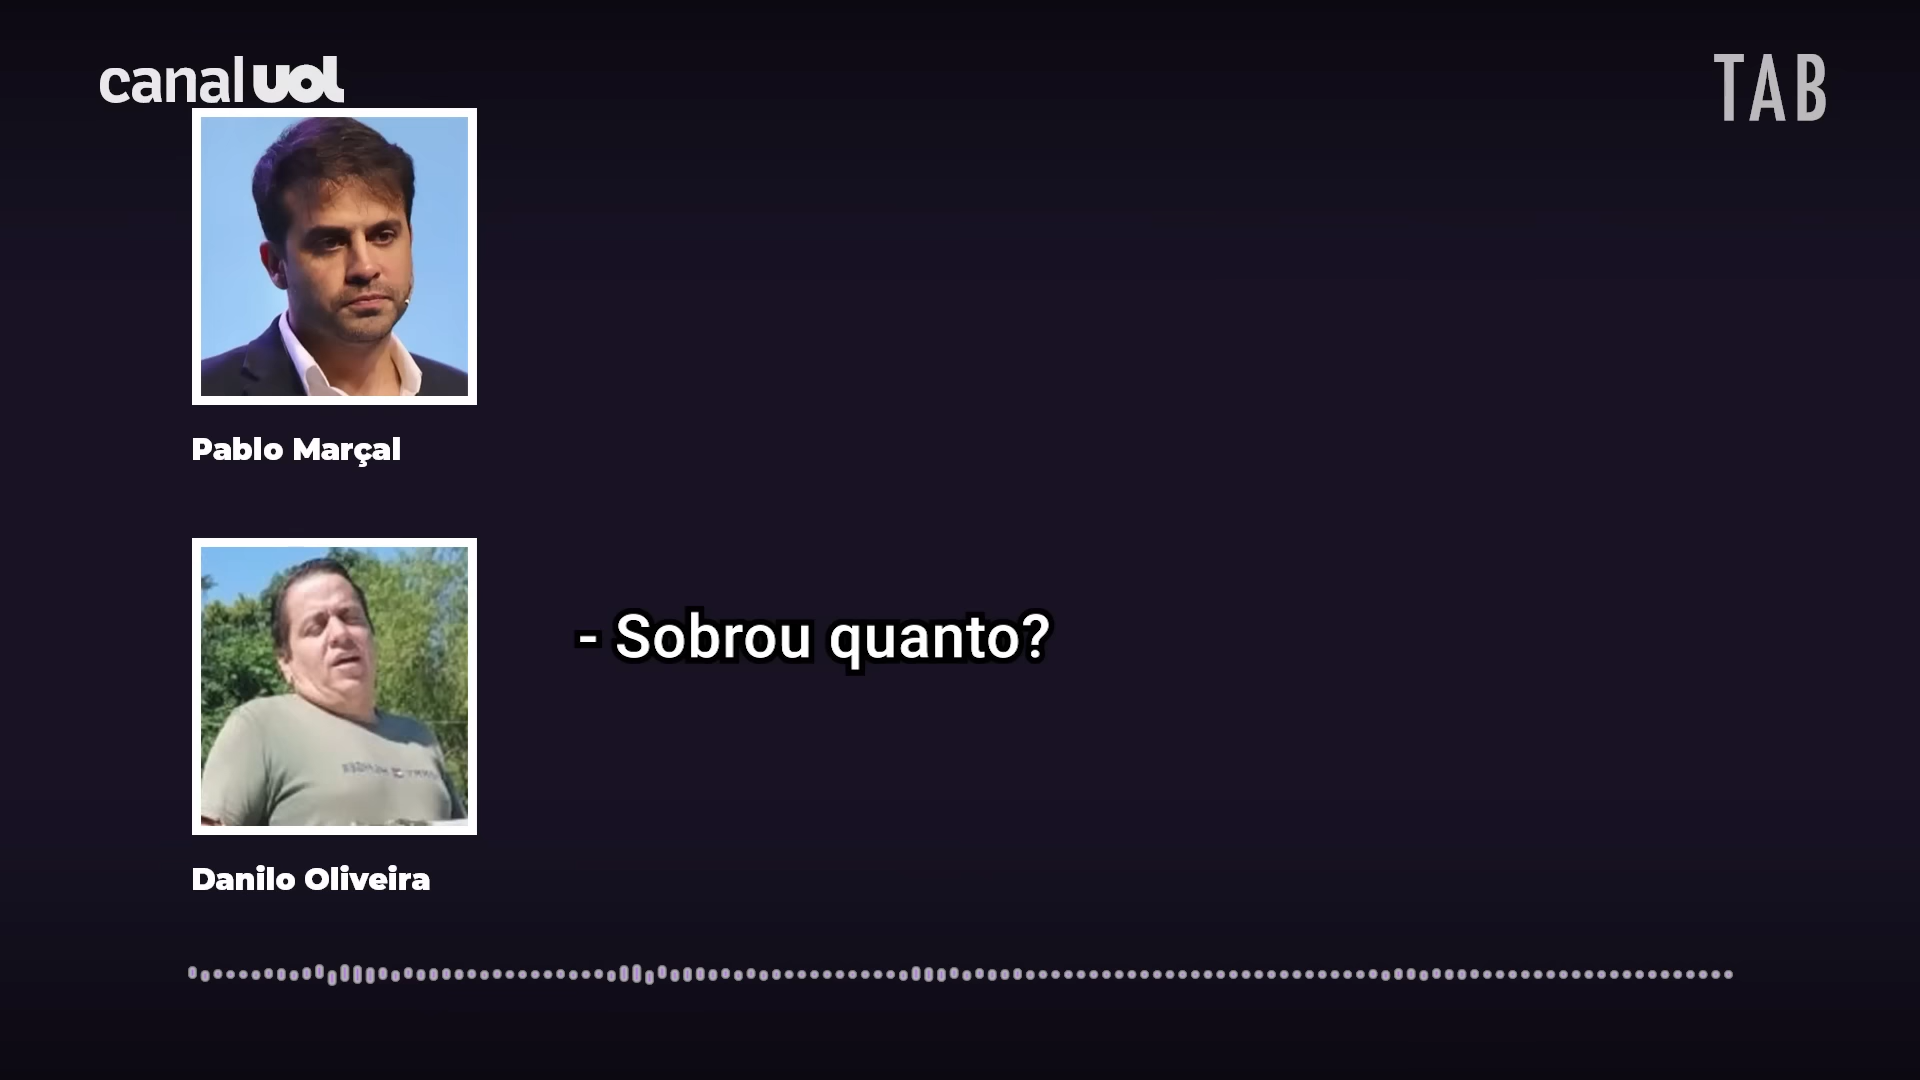 canal uol
TAB
Pablo Marçal
- Sobrou quanto?
Danilo Oliveira